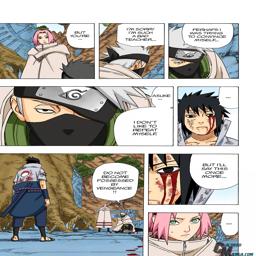 BUT
YOU'RE
...
I'M SORRY
I'M SUCH
A BAD
TEACHER...
PERHAPS I
WAS TRYING
TO CONVINCE
MYSELF...
SASUKE
...
I DON'T
LIKE TO
REPEAT
MYSELF.
...
BUT I'LL
SAY THIS
ONCE
MORE...
DO NOT
BECOME
POSSESSED
BY
VENGEANCE
!!
...